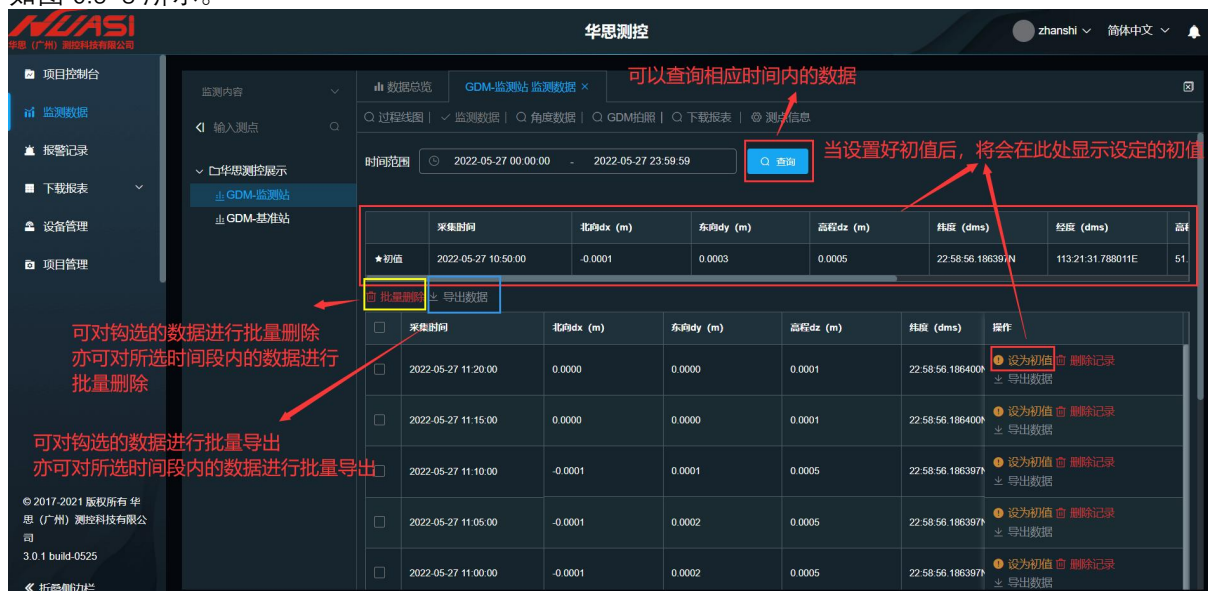 如图 6.3-3 所示。
HUASI
华思（广州）测控科技有限公司
华思测控
zhanshi
简体中文
项目控制台
监测数据
报警记录
下载报表
设备管理
项目管理
© 2017-2021 版权所有 华
思（广州）测控科技有限公
司
3.0.1 build-0525
折叠侧边栏
监测内容
输入测点
华思测控展示
GDM-监测站
GDM-基准站
数据总览
GDM-监测站 监测数据 ×
可以查询相应时间内的数据
过程线图 | 监测数据 | 角度数据 | GDM拍照 | 下载报表 | 测点信息
时间范围 2022-05-27 00:00:00 - 2022-05-27 23:59:59 查询
当设置好初值后，将会在此处显示设定的初值
采集时间 北向dx (m) 东向dy (m) 高程dz (m) 纬度 (dms) 经度 (dms)
★初值 2022-05-27 10:50:00 -0.0001 0.0003 0.0005 22:58:56.186397N 113:21:31.788011E 51.
批量删除 导出数据
可对钩选的数据进行批量删除
亦可对所选时间段内的数据进行
批量删除
可对钩选的数据进行批量导出
亦可对所选时间段内的数据进行批量导出
采集时间 北向dx (m) 东向dy (m) 高程dz (m) 纬度 (dms) 操作
2022-05-27 11:20:00 0.0000 0.0000 0.0001 22:58:56.186400N 设为初值 删除记录
导出数据
2022-05-27 11:15:00 0.0000 0.0000 0.0001 22:58:56.186400N 设为初值 删除记录
导出数据
2022-05-27 11:10:00 -0.0001 0.0001 0.0005 22:58:56.186397N 设为初值 删除记录
导出数据
2022-05-27 11:05:00 -0.0001 0.0002 0.0005 22:58:56.186397N 设为初值 删除记录
导出数据
2022-05-27 11:00:00 -0.0001 0.0002 0.0005 22:58:56.186397N 设为初值 删除记录
导出数据